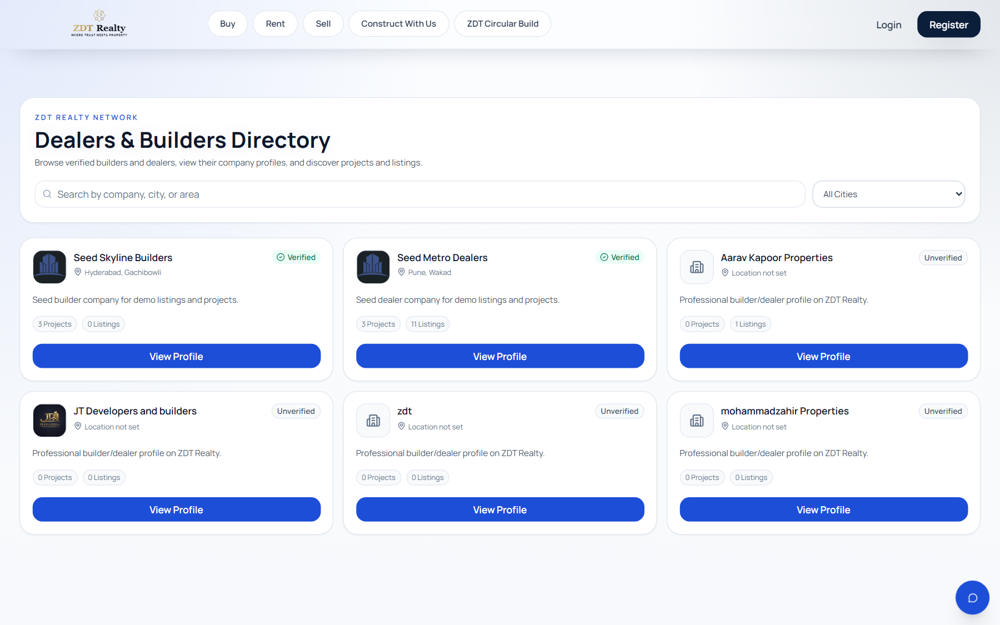 ZDT Realty
WHERE TRUST MEETS PROPERTY
Buy
Rent
Sell
Construct With Us
ZDT Circular Build
Login
Register
ZDT REALTY NETWORK
Dealers & Builders Directory
Browse verified builders and dealers, view their company profiles, and discover projects and listings.
Search by company, city, or area
All Cities
Seed Skyline Builders
Verified
Hyderabad, Gachibowli
Seed builder company for demo listings and projects.
3 Projects
0 Listings
View Profile
Seed Metro Dealers
Verified
Pune, Wakad
Seed dealer company for demo listings and projects.
3 Projects
11 Listings
View Profile
Aarav Kapoor Properties
Unverified
Location not set
Professional builder/dealer profile on ZDT Realty.
0 Projects
1 Listings
View Profile
JT
DEVELOPERS &
BUILDERS
JT Developers and builders
Unverified
Location not set
Professional builder/dealer profile on ZDT Realty.
0 Projects
0 Listings
View Profile
zdt
Unverified
Location not set
Professional builder/dealer profile on ZDT Realty.
0 Projects
0 Listings
View Profile
mohammadzahir Properties
Unverified
Location not set
Professional builder/dealer profile on ZDT Realty.
0 Projects
0 Listings
View Profile